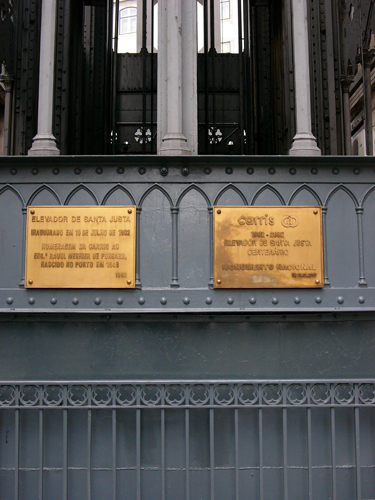 ELEVADOR DE SANTA JUSTA
INAUGURADO EM 10 DE JULHO DE 1902
HOMENAGEM DA CARRIS AO
ENG.º RAOUL MESNIER DE PONSARD,
NASCIDO NO PORTO EM 1848
carris
1902 - 2002
ELEVADOR DE SANTA JUSTA
CENTENÁRIO
MONUMENTO NACIONAL